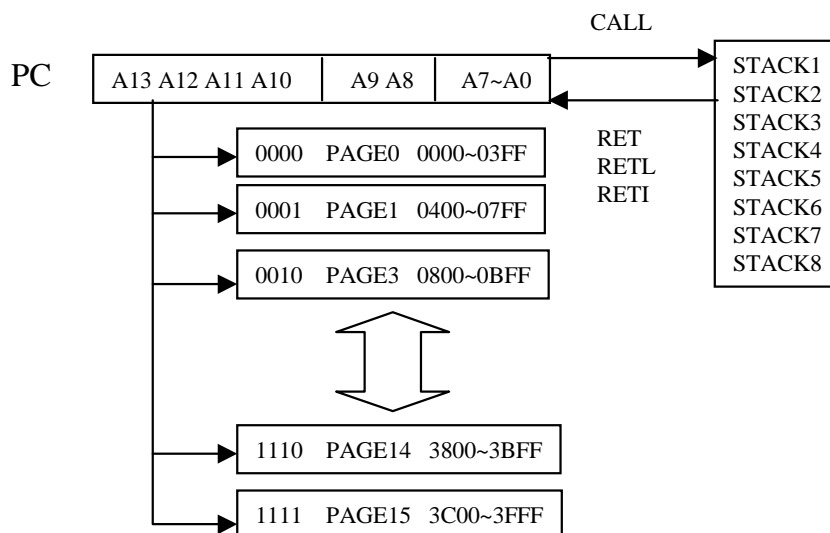 CALL
PC
A13 A12 A11 A10
A9 A8
A7~A0
STACK1
STACK2
STACK3
STACK4
STACK5
STACK6
STACK7
STACK8
RET
RETL
RETI
0000 PAGE0 0000~03FF
0001 PAGE1 0400~07FF
0010 PAGE3 0800~0BFF
1110 PAGE14 3800~3BFF
1111 PAGE15 3C00~3FFF